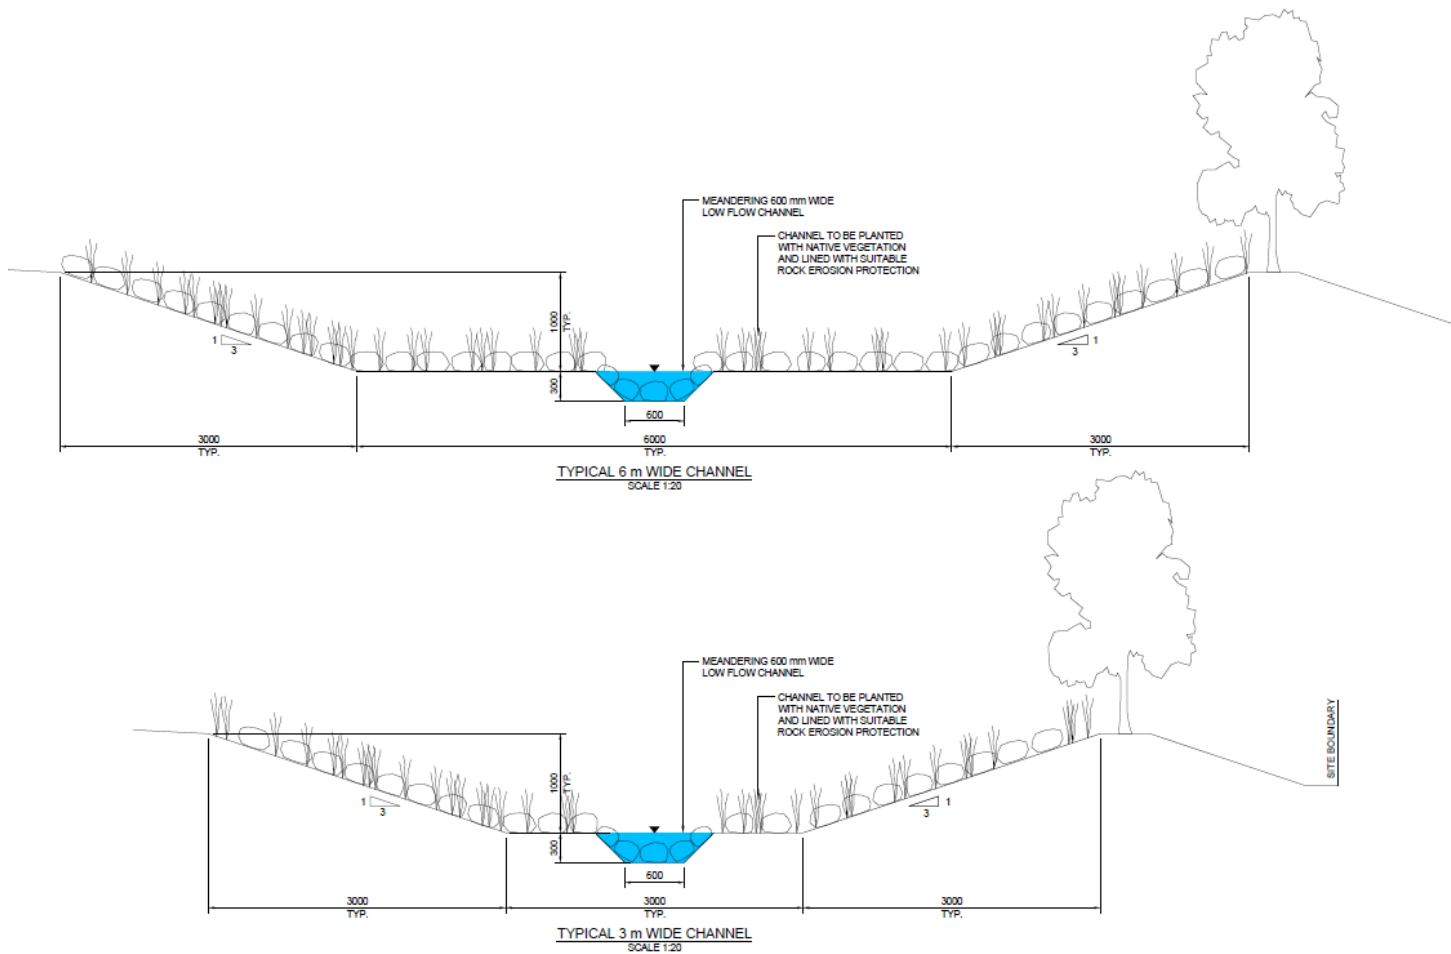 MEANDERING 600 mm WIDE
LOW FLOW CHANNEL
CHANNEL TO BE PLANTED
WITH NATIVE VEGETATION
AND LINED WITH SUITABLE
ROCK EROSION PROTECTION
1000
TYP.
1
3
3
1
300
600
3000
TYP.
6000
TYP.
3000
TYP.
TYPICAL 6 m WIDE CHANNEL
SCALE 1:20
MEANDERING 600 mm WIDE
LOW FLOW CHANNEL
CHANNEL TO BE PLANTED
WITH NATIVE VEGETATION
AND LINED WITH SUITABLE
ROCK EROSION PROTECTION
SITE BOUNDARY
1000
TYP.
1
3
1
3
300
600
3000
TYP.
3000
TYP.
3000
TYP.
TYPICAL 3 m WIDE CHANNEL
SCALE 1:20